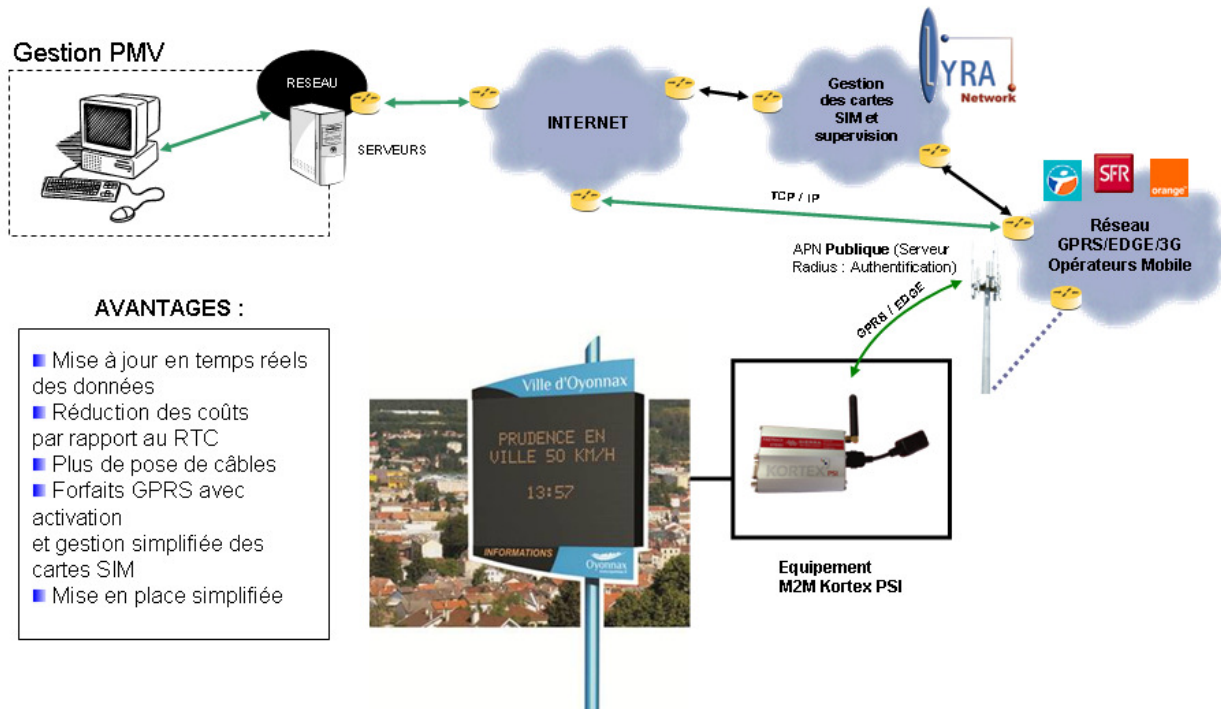 Gestion PMV
RESEAU
SERVEURS
INTERNET
Gestion
des cartes
SIM et
supervision
YRA
Network
SFR
orange
TCP / IP
Réseau
GPRS/EDGE/3G
Opérateurs Mobile
APN Publique (Serveur
Radius : Authentification)
GPRS / EDGE
AVANTAGES :
Mise à jour en temps réels
des données
Réduction des coûts
par rapport au RTC
Plus de pose de câbles
Forfaits GPRS avec
activation
et gestion simplifiée des
cartes SIM
Mise en place simplifiée
Ville d'Oyonnax
PRUDENCE EN
VILLE 50 KM/H
13:57
INFORMATIONS
Oyonnax
KORTEX PSI
Equipement
M2M Kortex PSI